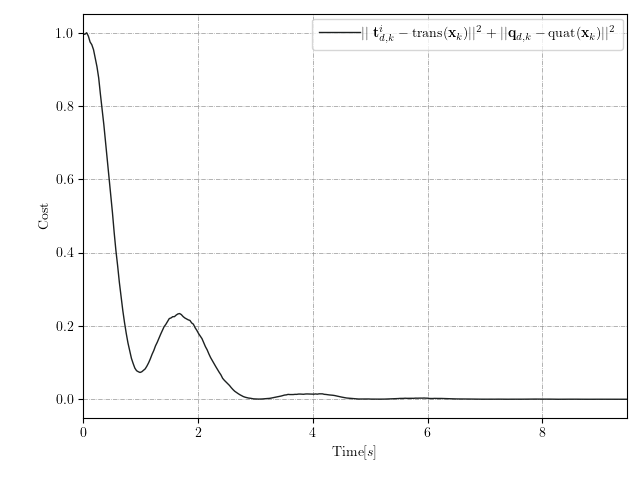 || t^i_{d,k} − trans(x_k)||^2 + ||q_{d,k} − quat(x_k)||^2
1.0
0.8
0.6
0.4
0.2
0.0
Cost
0 2 4 6 8
Time[s]